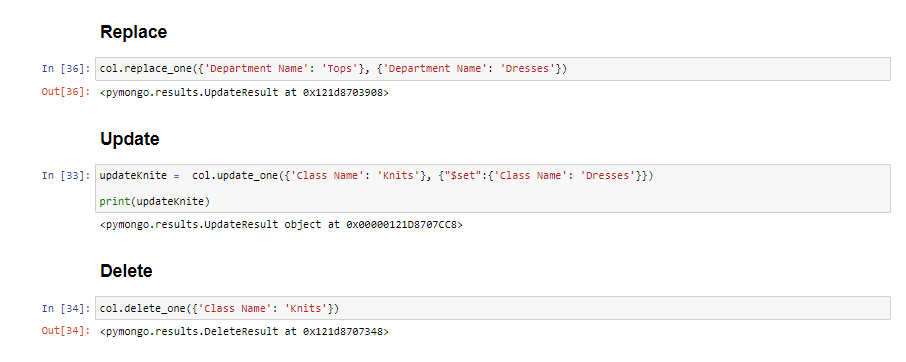 Replace
In [36]: col.replace_one({'Department Name': 'Tops'}, {'Department Name': 'Dresses'})
Out[36]: <pymongo.results.UpdateResult at 0x121d8703908>
Update
In [33]: updateKnite =  col.update_one({'Class Name': 'Knits'}, {"$set":{'Class Name': 'Dresses'}})
print(updateKnite)
<pymongo.results.UpdateResult object at 0x00000121D8707CC8>
Delete
In [34]: col.delete_one({'Class Name': 'Knits'})
Out[34]: <pymongo.results.DeleteResult at 0x121d8707348>